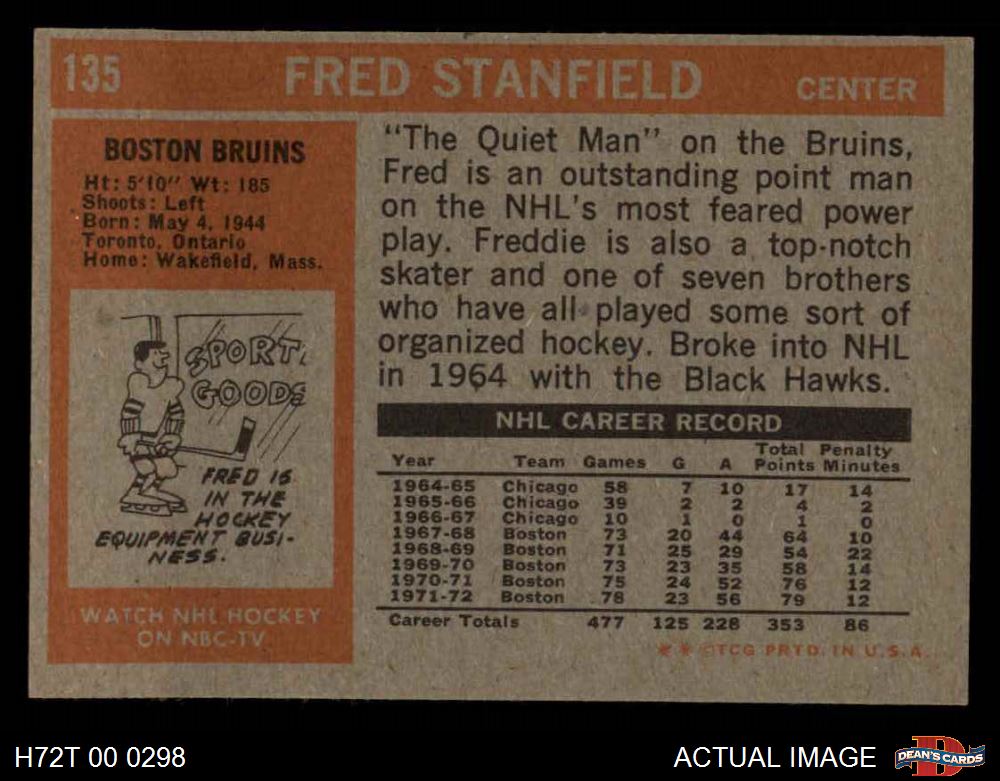 135 FRED STANFIELD CENTER
BOSTON BRUINS
Ht: 5'10" Wt: 185
Shoots: Left
Born: May 4, 1944
Toronto, Ontario
Home: Wakefield, Mass.
SPORT
GOODS
FRED IS
IN THE
HOCKEY
EQUIPMENT BUSI-
NESS.
WATCH NHL HOCKEY
ON NBC-TV
"The Quiet Man" on the Bruins,
Fred is an outstanding point man
on the NHL's most feared power
play. Freddie is also a top-notch
skater and one of seven brothers
who have all played some sort of
organized hockey. Broke into NHL
in 1964 with the Black Hawks.
NHL CAREER RECORD
Year Team Games G A Total Points Penalty Minutes
1964-65 Chicago 58 7 10 17 14
1965-66 Chicago 39 2 2 4 2
1966-67 Chicago 10 1 0 1 0
1967-68 Boston 73 20 44 64 10
1968-69 Boston 71 25 29 54 22
1969-70 Boston 73 23 35 58 14
1970-71 Boston 75 24 52 76 12
1971-72 Boston 78 23 56 79 12
Career Totals 477 125 228 353 86
* * ©TCG PRTD. IN U.S.A.
H72T 00 0298
ACTUAL IMAGE
D
DEAN'S CARDS